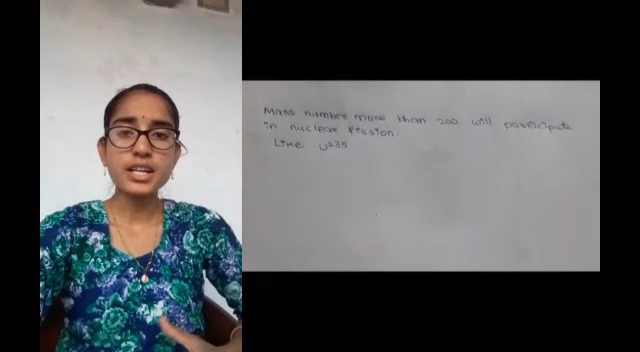 Mass number more than 200 will participate
in nuclear fission.
Like U235